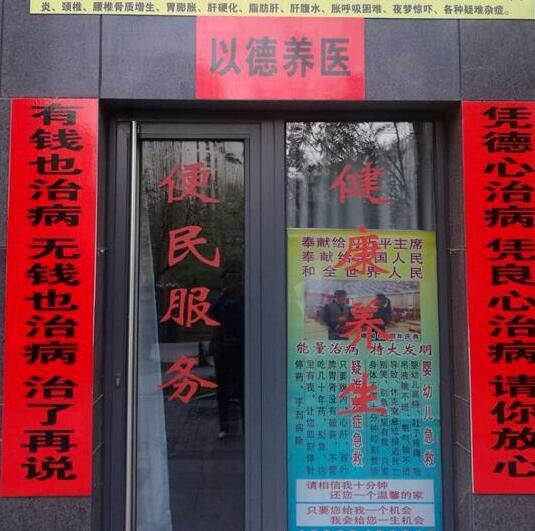 炎、颈椎、腰椎骨质增生、胃膨胀、肝硬化、脂肪肝、肝腹水、胀呼吸困难、夜梦惊吓、各种疑难杂症。
以德养医
有钱也治病 无钱也治病 治了再说
凭德心治病 凭良心治病 请你放心
便民服务
健康养生
奉献给 平主席
奉献给 国人民
和全世界人民
年庆典
能量治病 特大发明
婴幼儿急救
疑难 症急救
请相信我十分钟
还您一个温馨的家
只要您给我一个机会
我会给您一生机会